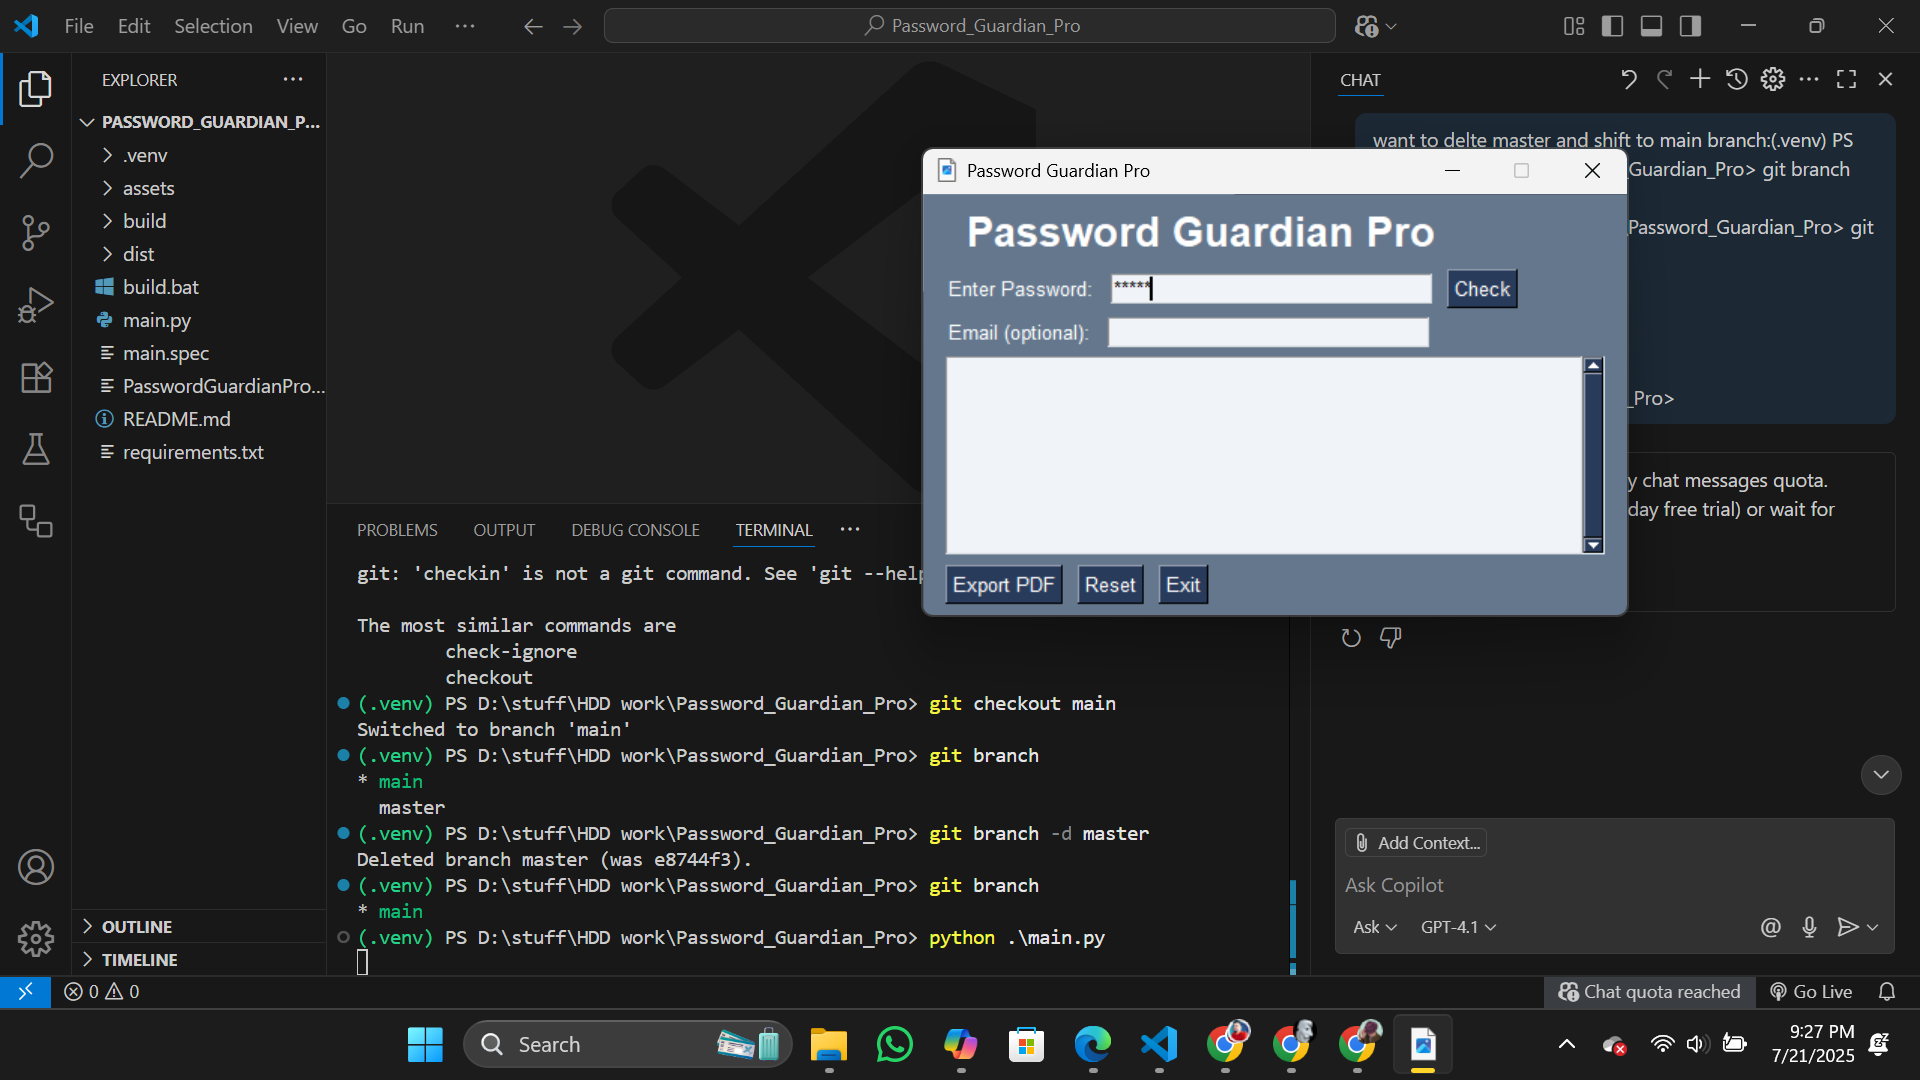 File Edit Selection View Go Run ···
Password_Guardian_Pro
EXPLORER ···
PASSWORD_GUARDIAN_P...
.venv
assets
build
dist
build.bat
main.py
main.spec
PasswordGuardianPro...
README.md
requirements.txt
OUTLINE
TIMELINE
PROBLEMS OUTPUT DEBUG CONSOLE TERMINAL ···
git: 'checkin' is not a git command. See 'git --help
The most similar commands are
check-ignore
checkout
(.venv) PS D:\stuff\HDD work\Password_Guardian_Pro> git checkout main
Switched to branch 'main'
(.venv) PS D:\stuff\HDD work\Password_Guardian_Pro> git branch
* main
master
(.venv) PS D:\stuff\HDD work\Password_Guardian_Pro> git branch -d master
Deleted branch master (was e8744f3).
(.venv) PS D:\stuff\HDD work\Password_Guardian_Pro> git branch
* main
(.venv) PS D:\stuff\HDD work\Password_Guardian_Pro> python .\main.py
Password Guardian Pro
Password Guardian Pro
Enter Password: ***** Check
Email (optional):
Export PDF Reset Exit
CHAT
want to delte master and shift to main branch:(.venv) PS
_Guardian_Pro> git branch
Password_Guardian_Pro> git
_Pro>
y chat messages quota.
day free trial) or wait for
Add Context...
Ask Copilot
Ask GPT-4.1 @
0 0
Chat quota reached Go Live
Search
9:27 PM
7/21/2025